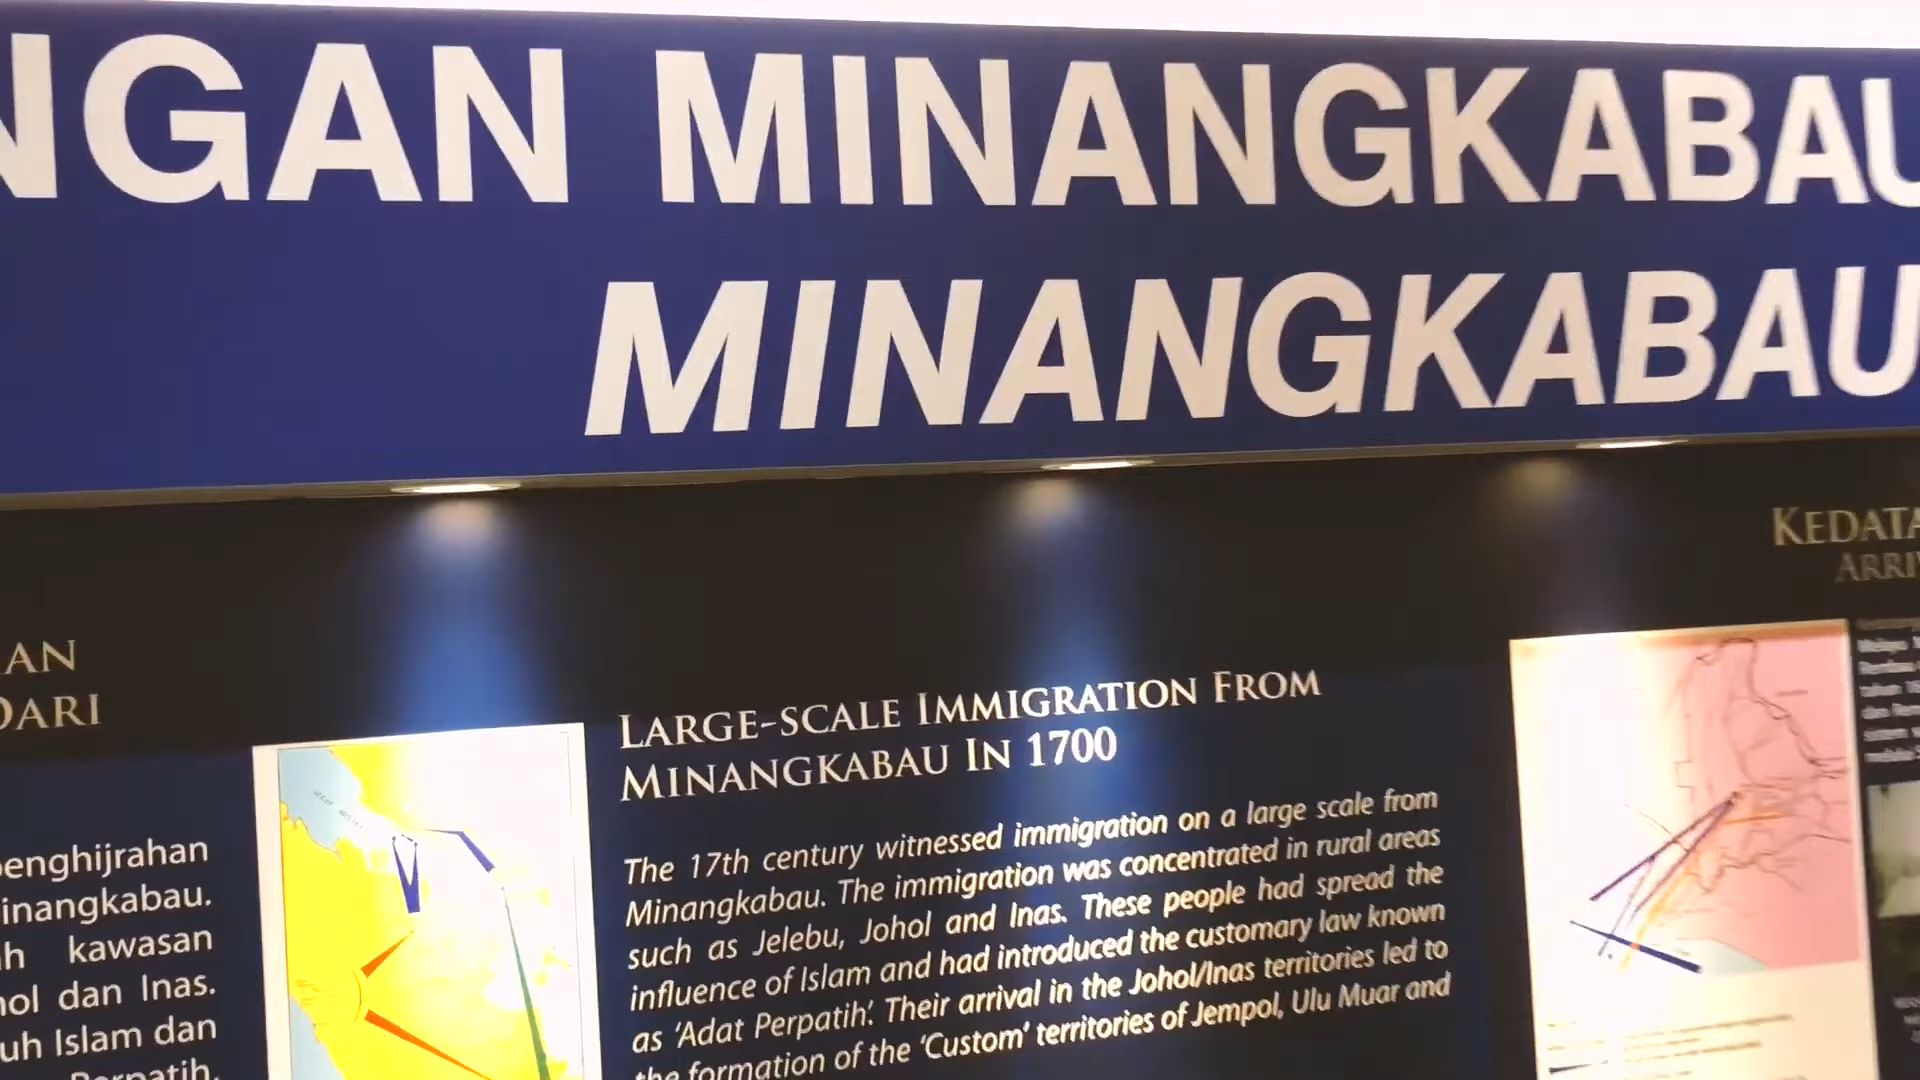 NGAN MINANGKABAU
MINANGKABAU
AN
DARI
penghijrahan
inangkabau.
kawasan
dan Inas.
Islam dan
Perpatih.
LARGE-SCALE IMMIGRATION FROM
MINANGKABAU IN 1700
The 17th century witnessed immigration on a large scale from
Minangkabau. The immigration was concentrated in rural areas
such as Jelebu, Johol and Inas. These people had spread the
influence of Islam and had introduced the customary law known
as 'Adat Perpatih'. Their arrival in the Johol/Inas territories led to
the formation of the 'Custom' territories of Jempol, Ulu Muar and
KEDATA
ARRIV